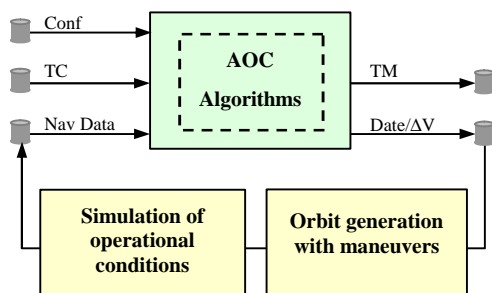 Conf
TC
Nav Data
AOC
Algorithms
TM
Date/ΔV
Simulation of
operational
conditions
Orbit generation
with maneuvers